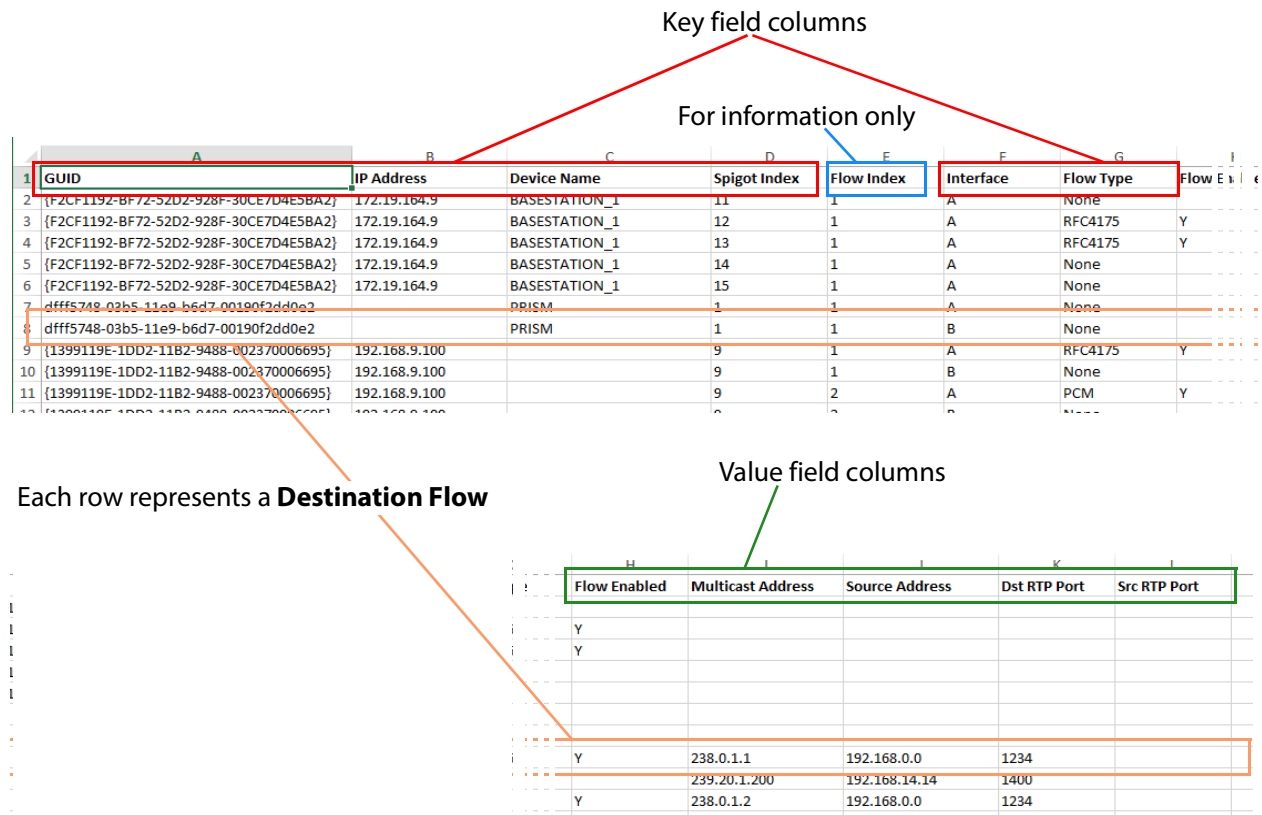 Key field columns
For information only
A B C D E F G
1 GUID IP Address Device Name Spigot Index Flow Index Interface Flow Type Flow
2 {F2CF1192-BF72-52D2-928F-30CE7D4E5BA2} 172.19.164.9 BASESTATION_1 11 1 A None
3 {F2CF1192-BF72-52D2-928F-30CE7D4E5BA2} 172.19.164.9 BASESTATION_1 12 1 A RFC4175 Y
4 {F2CF1192-BF72-52D2-928F-30CE7D4E5BA2} 172.19.164.9 BASESTATION_1 13 1 A RFC4175 Y
5 {F2CF1192-BF72-52D2-928F-30CE7D4E5BA2} 172.19.164.9 BASESTATION_1 14 1 A None
6 {F2CF1192-BF72-52D2-928F-30CE7D4E5BA2} 172.19.164.9 BASESTATION_1 15 1 A None
7 dfff5748-03b5-11e9-b6d7-00190f2dd0e2 PRISM 1 1 A None
8 dfff5748-03b5-11e9-b6d7-00190f2dd0e2 PRISM 1 1 B None
9 {1399119E-1DD2-11B2-9488-002370006695} 192.168.9.100 9 1 A RFC4175 Y
10 {1399119E-1DD2-11B2-9488-002370006695} 192.168.9.100 9 1 B None
11 {1399119E-1DD2-11B2-9488-002370006695} 192.168.9.100 9 2 A PCM Y
Value field columns
Each row represents a Destination Flow
H K
Flow Enabled Multicast Address Source Address Dst RTP Port Src RTP Port
Y
Y
Y 238.0.1.1 192.168.0.0 1234
239.20.1.200 192.168.14.14 1400
Y 238.0.1.2 192.168.0.0 1234